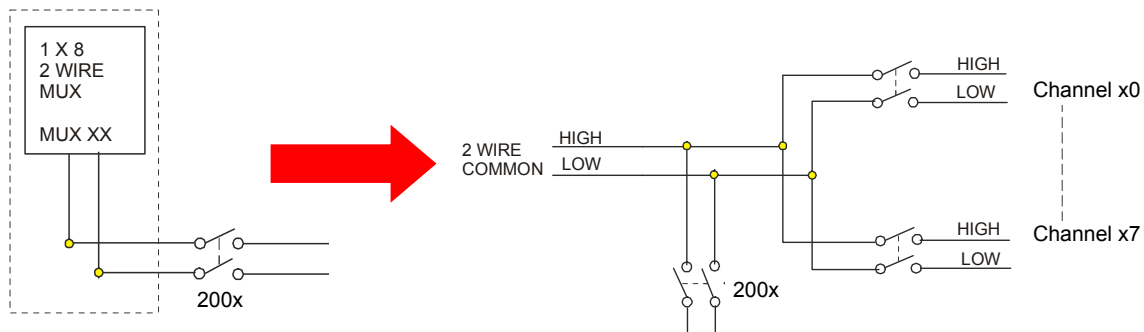 1 X 8
2 WIRE
MUX
MUX XX
200x
2 WIRE
COMMON
HIGH
LOW
200x
HIGH
LOW
Channel x0
HIGH
LOW
Channel x7